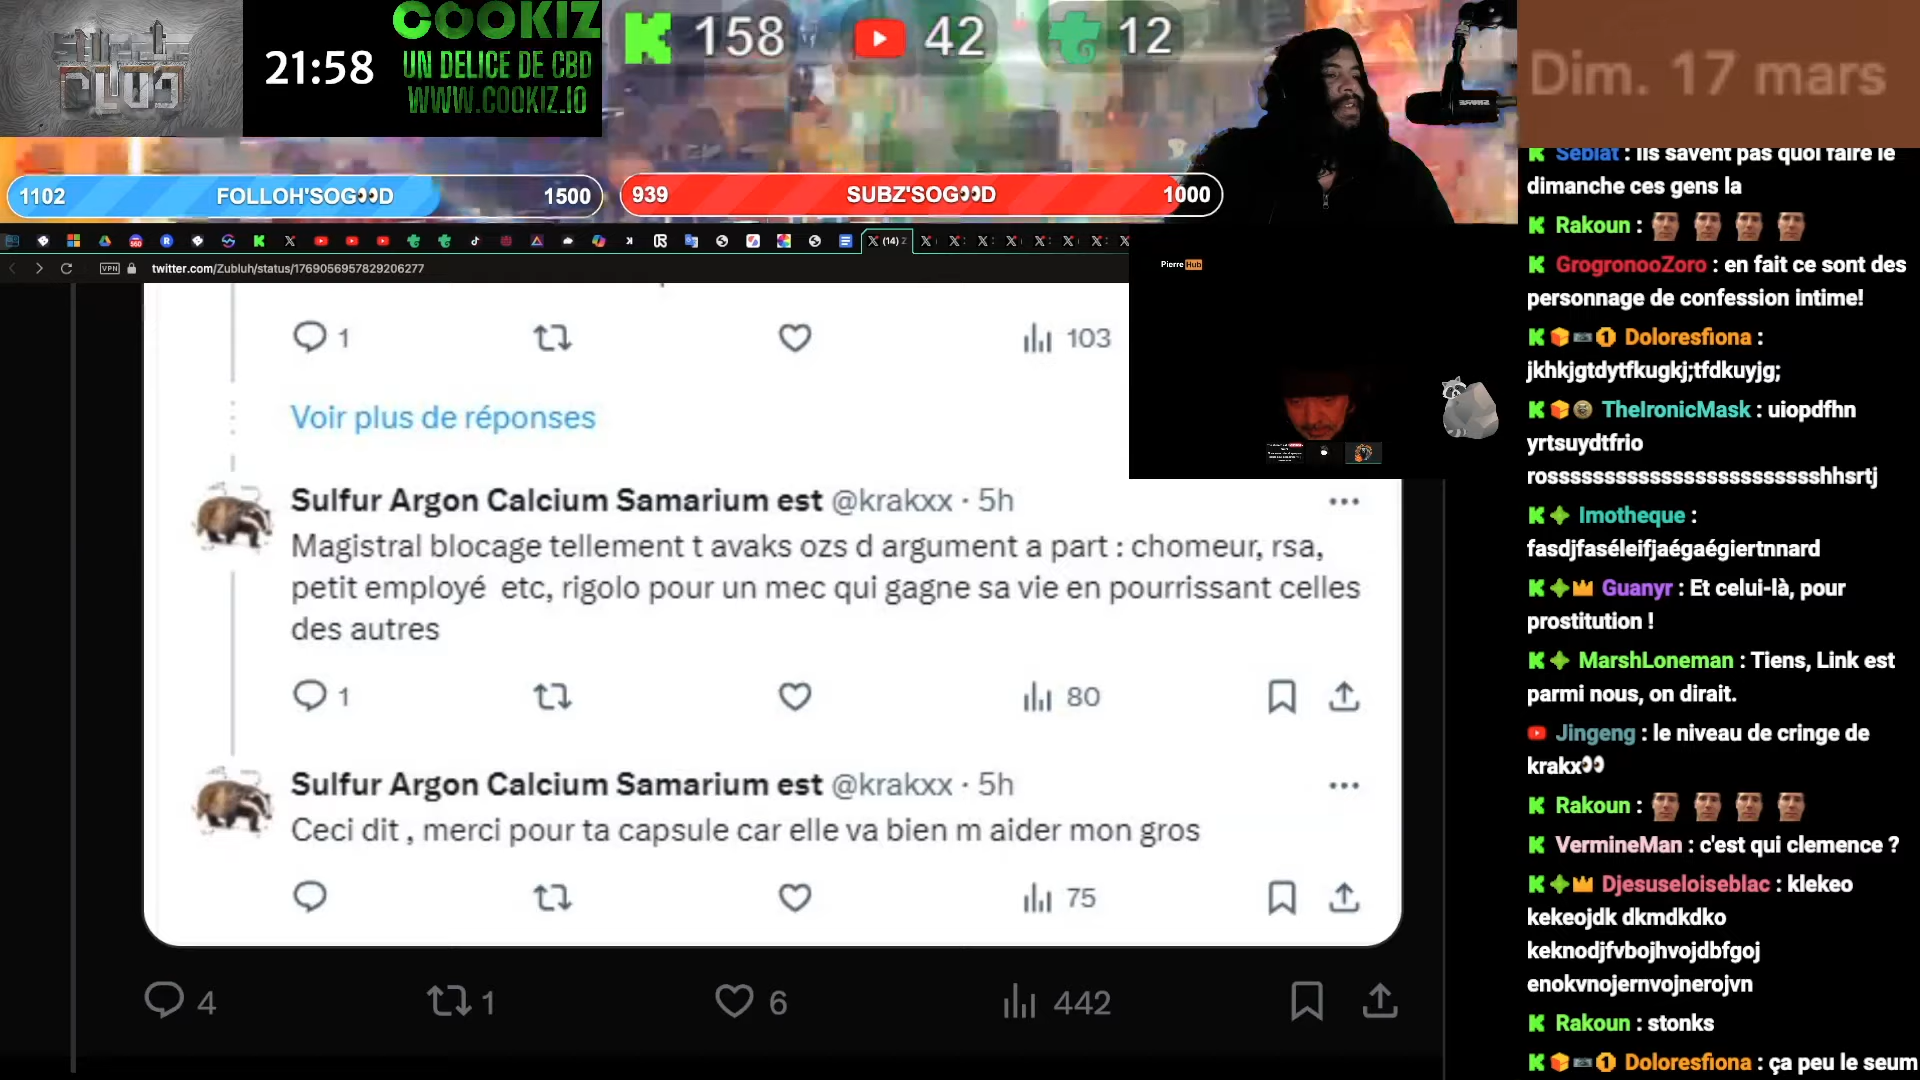 CLUB
21:58
COOKIZ
UN DELICE DE CBD
WWW.COOKIZ.IO
158
42
12
Dim. 17 mars
1102
FOLLOH'SOG👀D
1500
939
SUBZ'SOG👀D
1000
(14)
VPN
twitter.com/Zubluh/status/1769056957829206277
PierreHub
1
103
Voir plus de réponses
Sulfur Argon Calcium Samarium est @krakxx · 5h
Magistral blocage tellement t avaks ozs d argument a part : chomeur, rsa,
petit employé  etc, rigolo pour un mec qui gagne sa vie en pourrissant celles
des autres
1
80
Sulfur Argon Calcium Samarium est @krakxx · 5h
Ceci dit , merci pour ta capsule car elle va bien m aider mon gros
75
4
1
6
442
Seblat : Ils savent pas quoi faire le
dimanche ces gens la
Rakoun :
GrogronooZoro : en fait ce sont des
personnage de confession intime!
Doloresfiona :
jkhkjgtdytfkugkj;tfdkuyjg;
TheIronicMask : uiopdfhn
yrtsuydtfrio
rosssssssssssssssssssssssshhsrtj
Imotheque :
fasdjfaséleifjaégaégiertnnard
Guanyr : Et celui-là, pour
prostitution !
MarshLoneman : Tiens, Link est
parmi nous, on dirait.
Jingeng : le niveau de cringe de
krakx👀
Rakoun :
VermineMan : c'est qui clemence ?
Djesuseloiseblac : klekeo
kekeojdk dkmdkdko
keknodjfvbojhvojdbfgoj
enokvnojernvojnerojvn
Rakoun : stonks
Doloresfiona : ça peu le seum